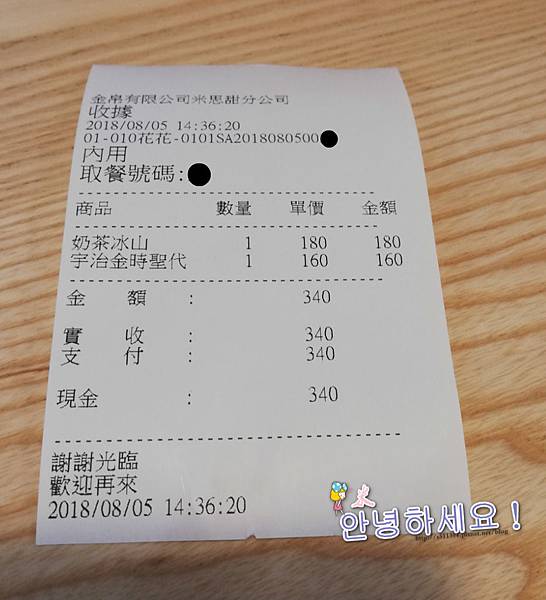 金帛有限公司米思甜分公司
收據
2018/08/05 14:36:20
01-010花花-0101SA2018080500
內用
取餐號碼:
商品 數量 單價 金額
奶茶冰山 1 180 180
宇治金時聖代 1 160 160
金 額 : 340
實 收 : 340
支 付 : 340
現金 : 340
謝謝光臨
歡迎再來
2018/08/05 14:36:20
안녕하세요!